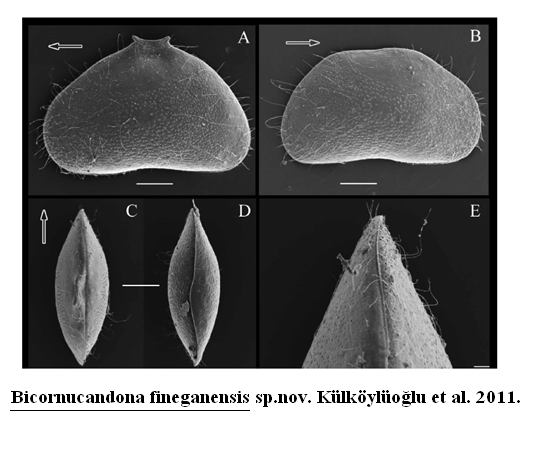 A
B
C
D
E
Bicornucandona fineganensis sp.nov. Külköylüoğlu et al. 2011.